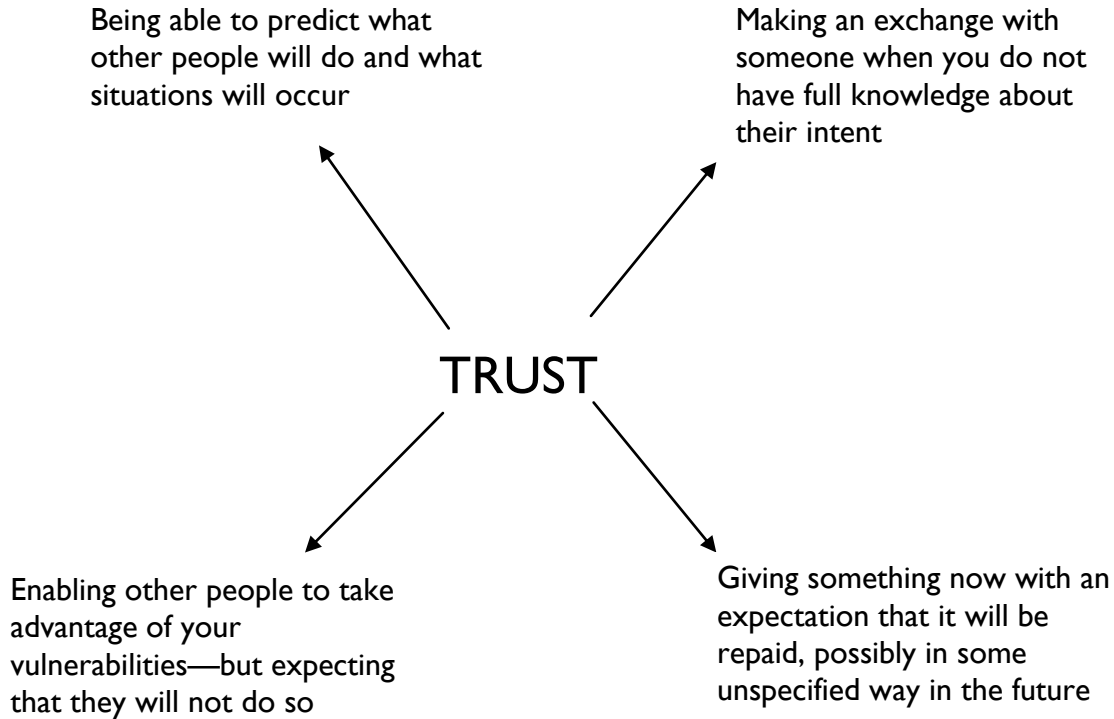 Being able to predict what
other people will do and what
situations will occur
Making an exchange with
someone when you do not
have full knowledge about
their intent
TRUST
Enabling other people to take
advantage of your
vulnerabilities—but expecting
that they will not do so
Giving something now with an
expectation that it will be
repaid, possibly in some
unspecified way in the future